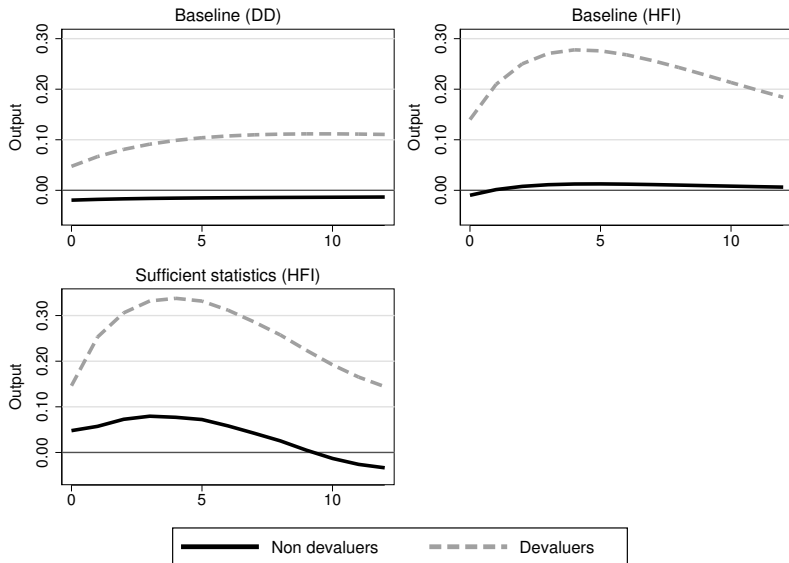 Baseline (DD)
Output
0.30
0.20
0.10
0.00
0 5 10
Baseline (HFI)
Output
0.30
0.20
0.10
0.00
0 5 10
Sufficient statistics (HFI)
Output
0.30
0.20
0.10
0.00
0 5 10
Non devaluers Devaluers